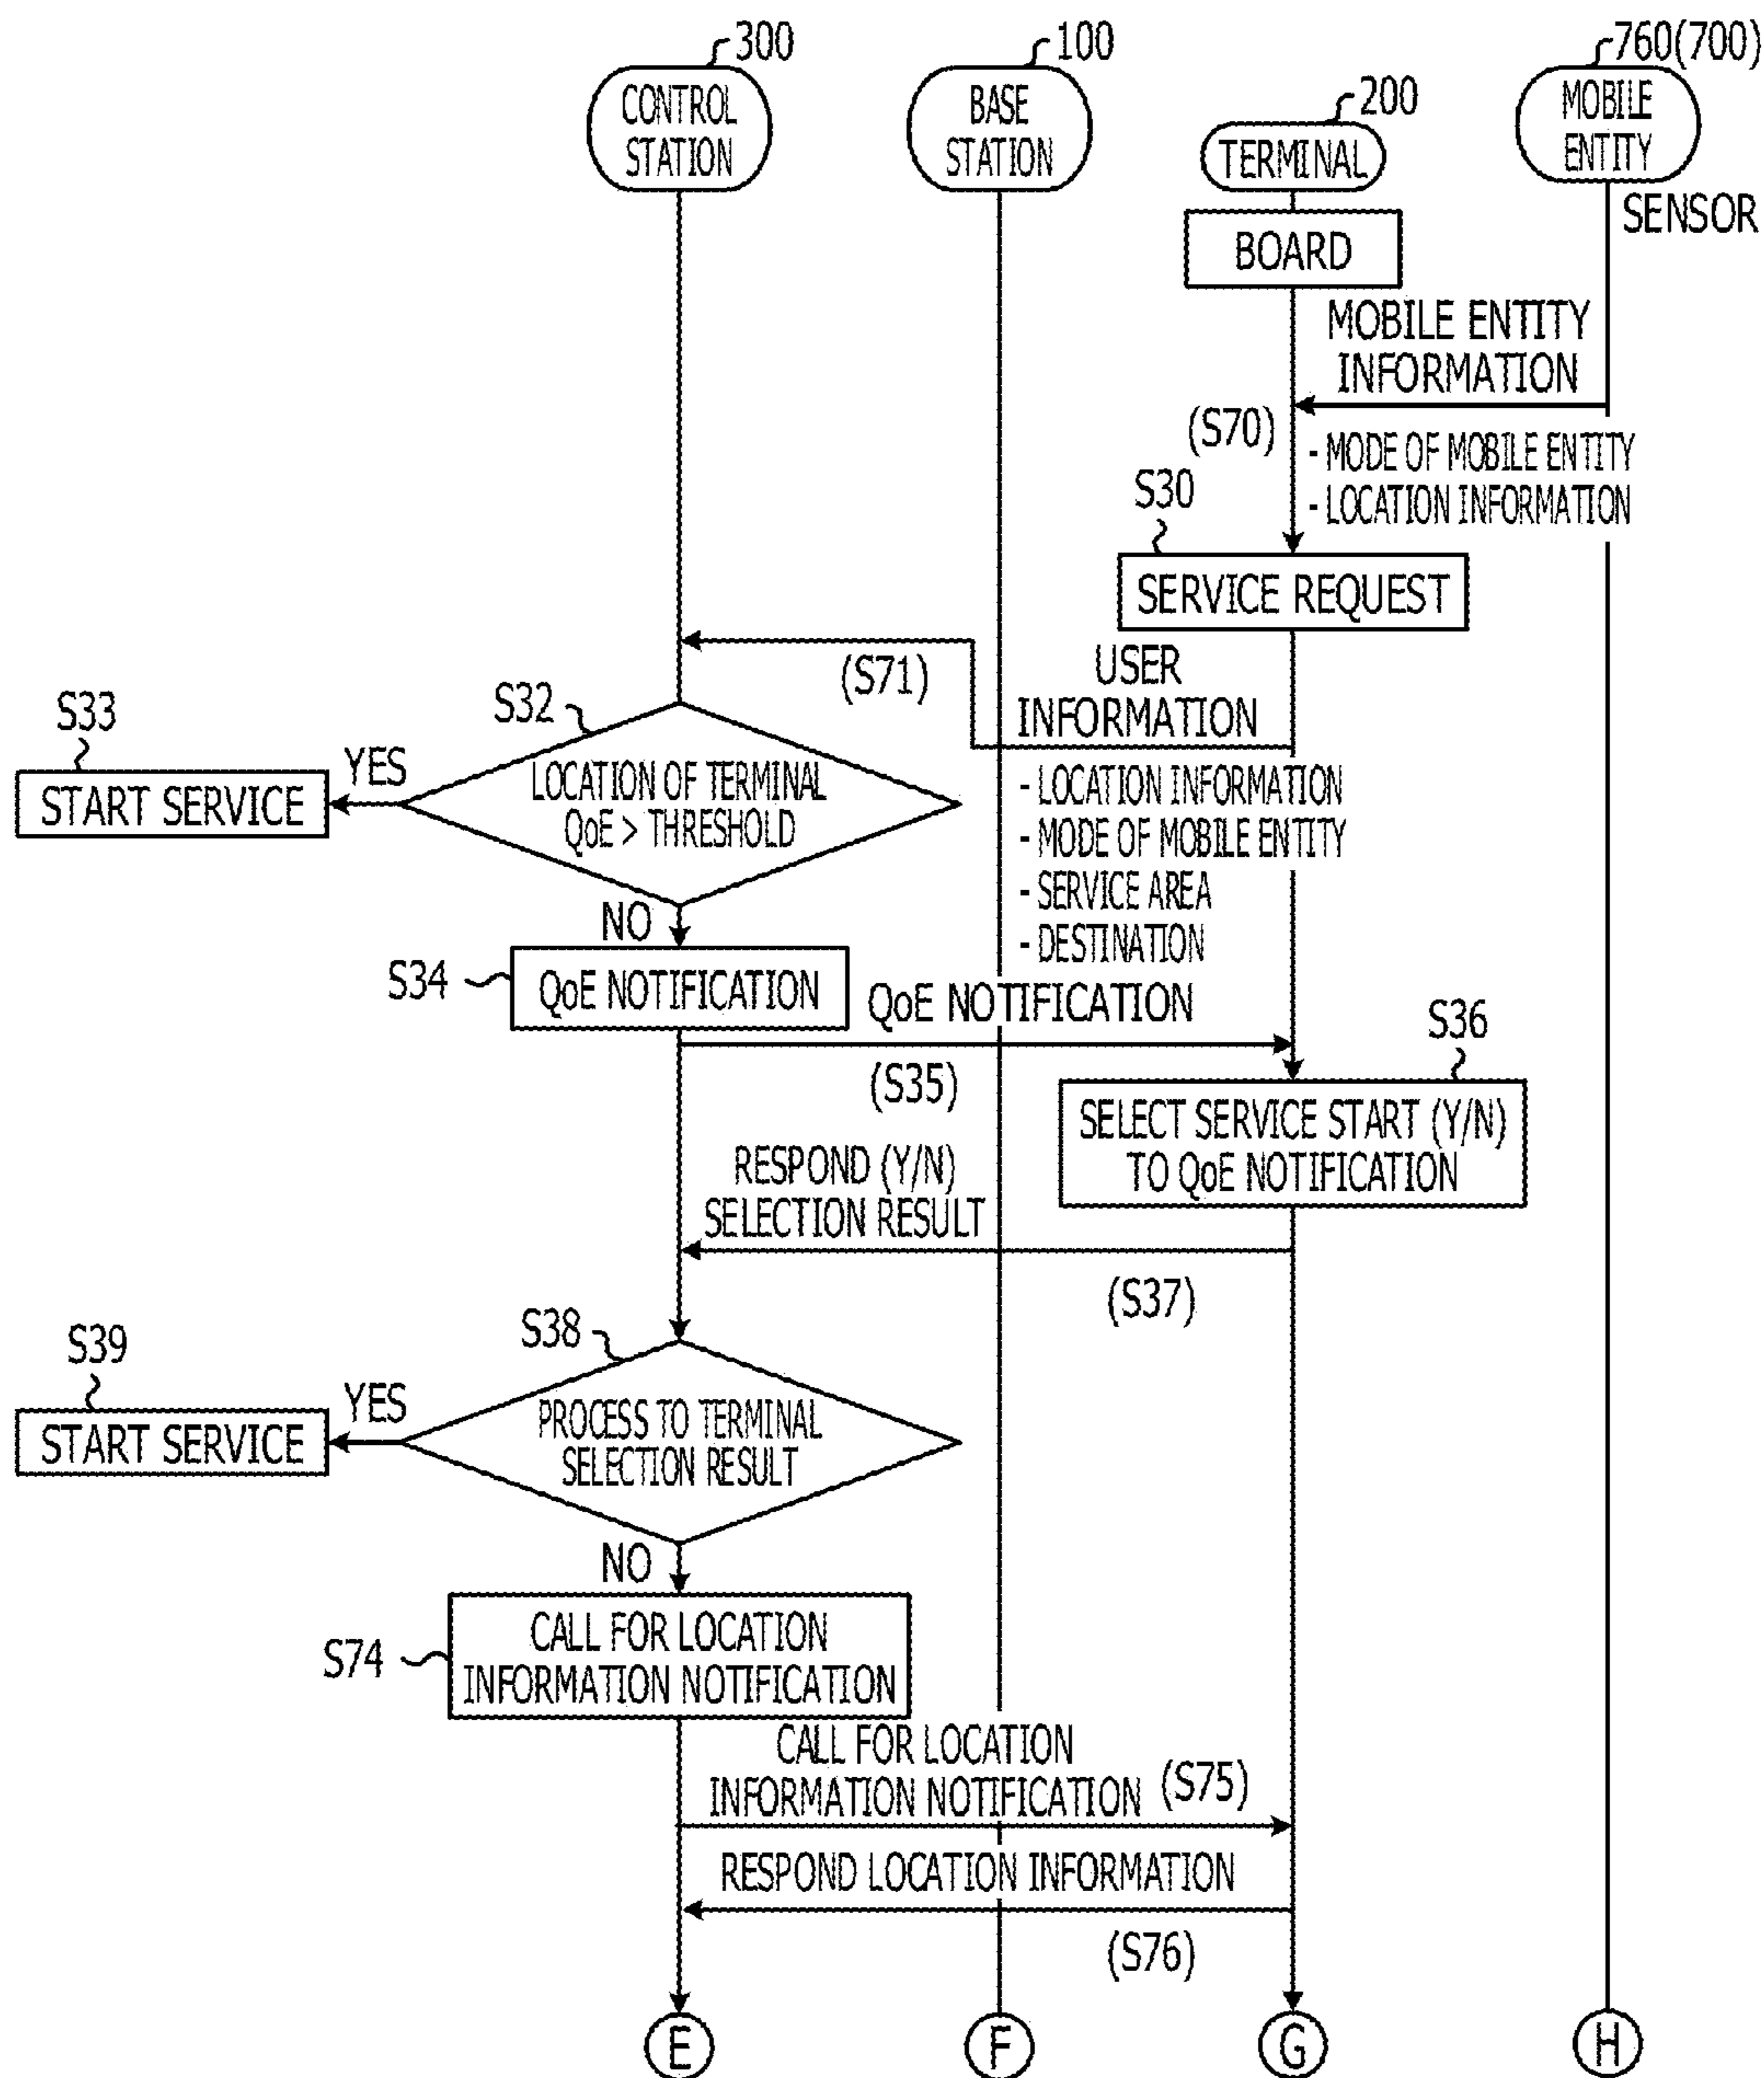 300
100
200
760(700)
CONTROL
STATION
BASE
STATION
TERMINAL
MOBILE
ENTITY
SENSOR
BOARD
MOBILE ENTITY
INFORMATION
(S70)
- MODE OF MOBILE ENTITY
- LOCATION INFORMATION
S30
SERVICE REQUEST
(S71)
USER
INFORMATION
S33
S32
YES
START SERVICE
LOCATION OF TERMINAL
QoE > THRESHOLD
- LOCATION INFORMATION
- MODE OF MOBILE ENTITY
- SERVICE AREA
- DESTINATION
NO
S34
QoE NOTIFICATION
QoE NOTIFICATION
(S35)
S36
SELECT SERVICE START (Y/N)
TO QoE NOTIFICATION
RESPOND (Y/N)
SELECTION RESULT
(S37)
S39
S38
YES
START SERVICE
PROCESS TO TERMINAL
SELECTION RESULT
NO
S74
CALL FOR LOCATION
INFORMATION NOTIFICATION
CALL FOR LOCATION
INFORMATION NOTIFICATION (S75)
RESPOND LOCATION INFORMATION
(S76)
E
F
G
H